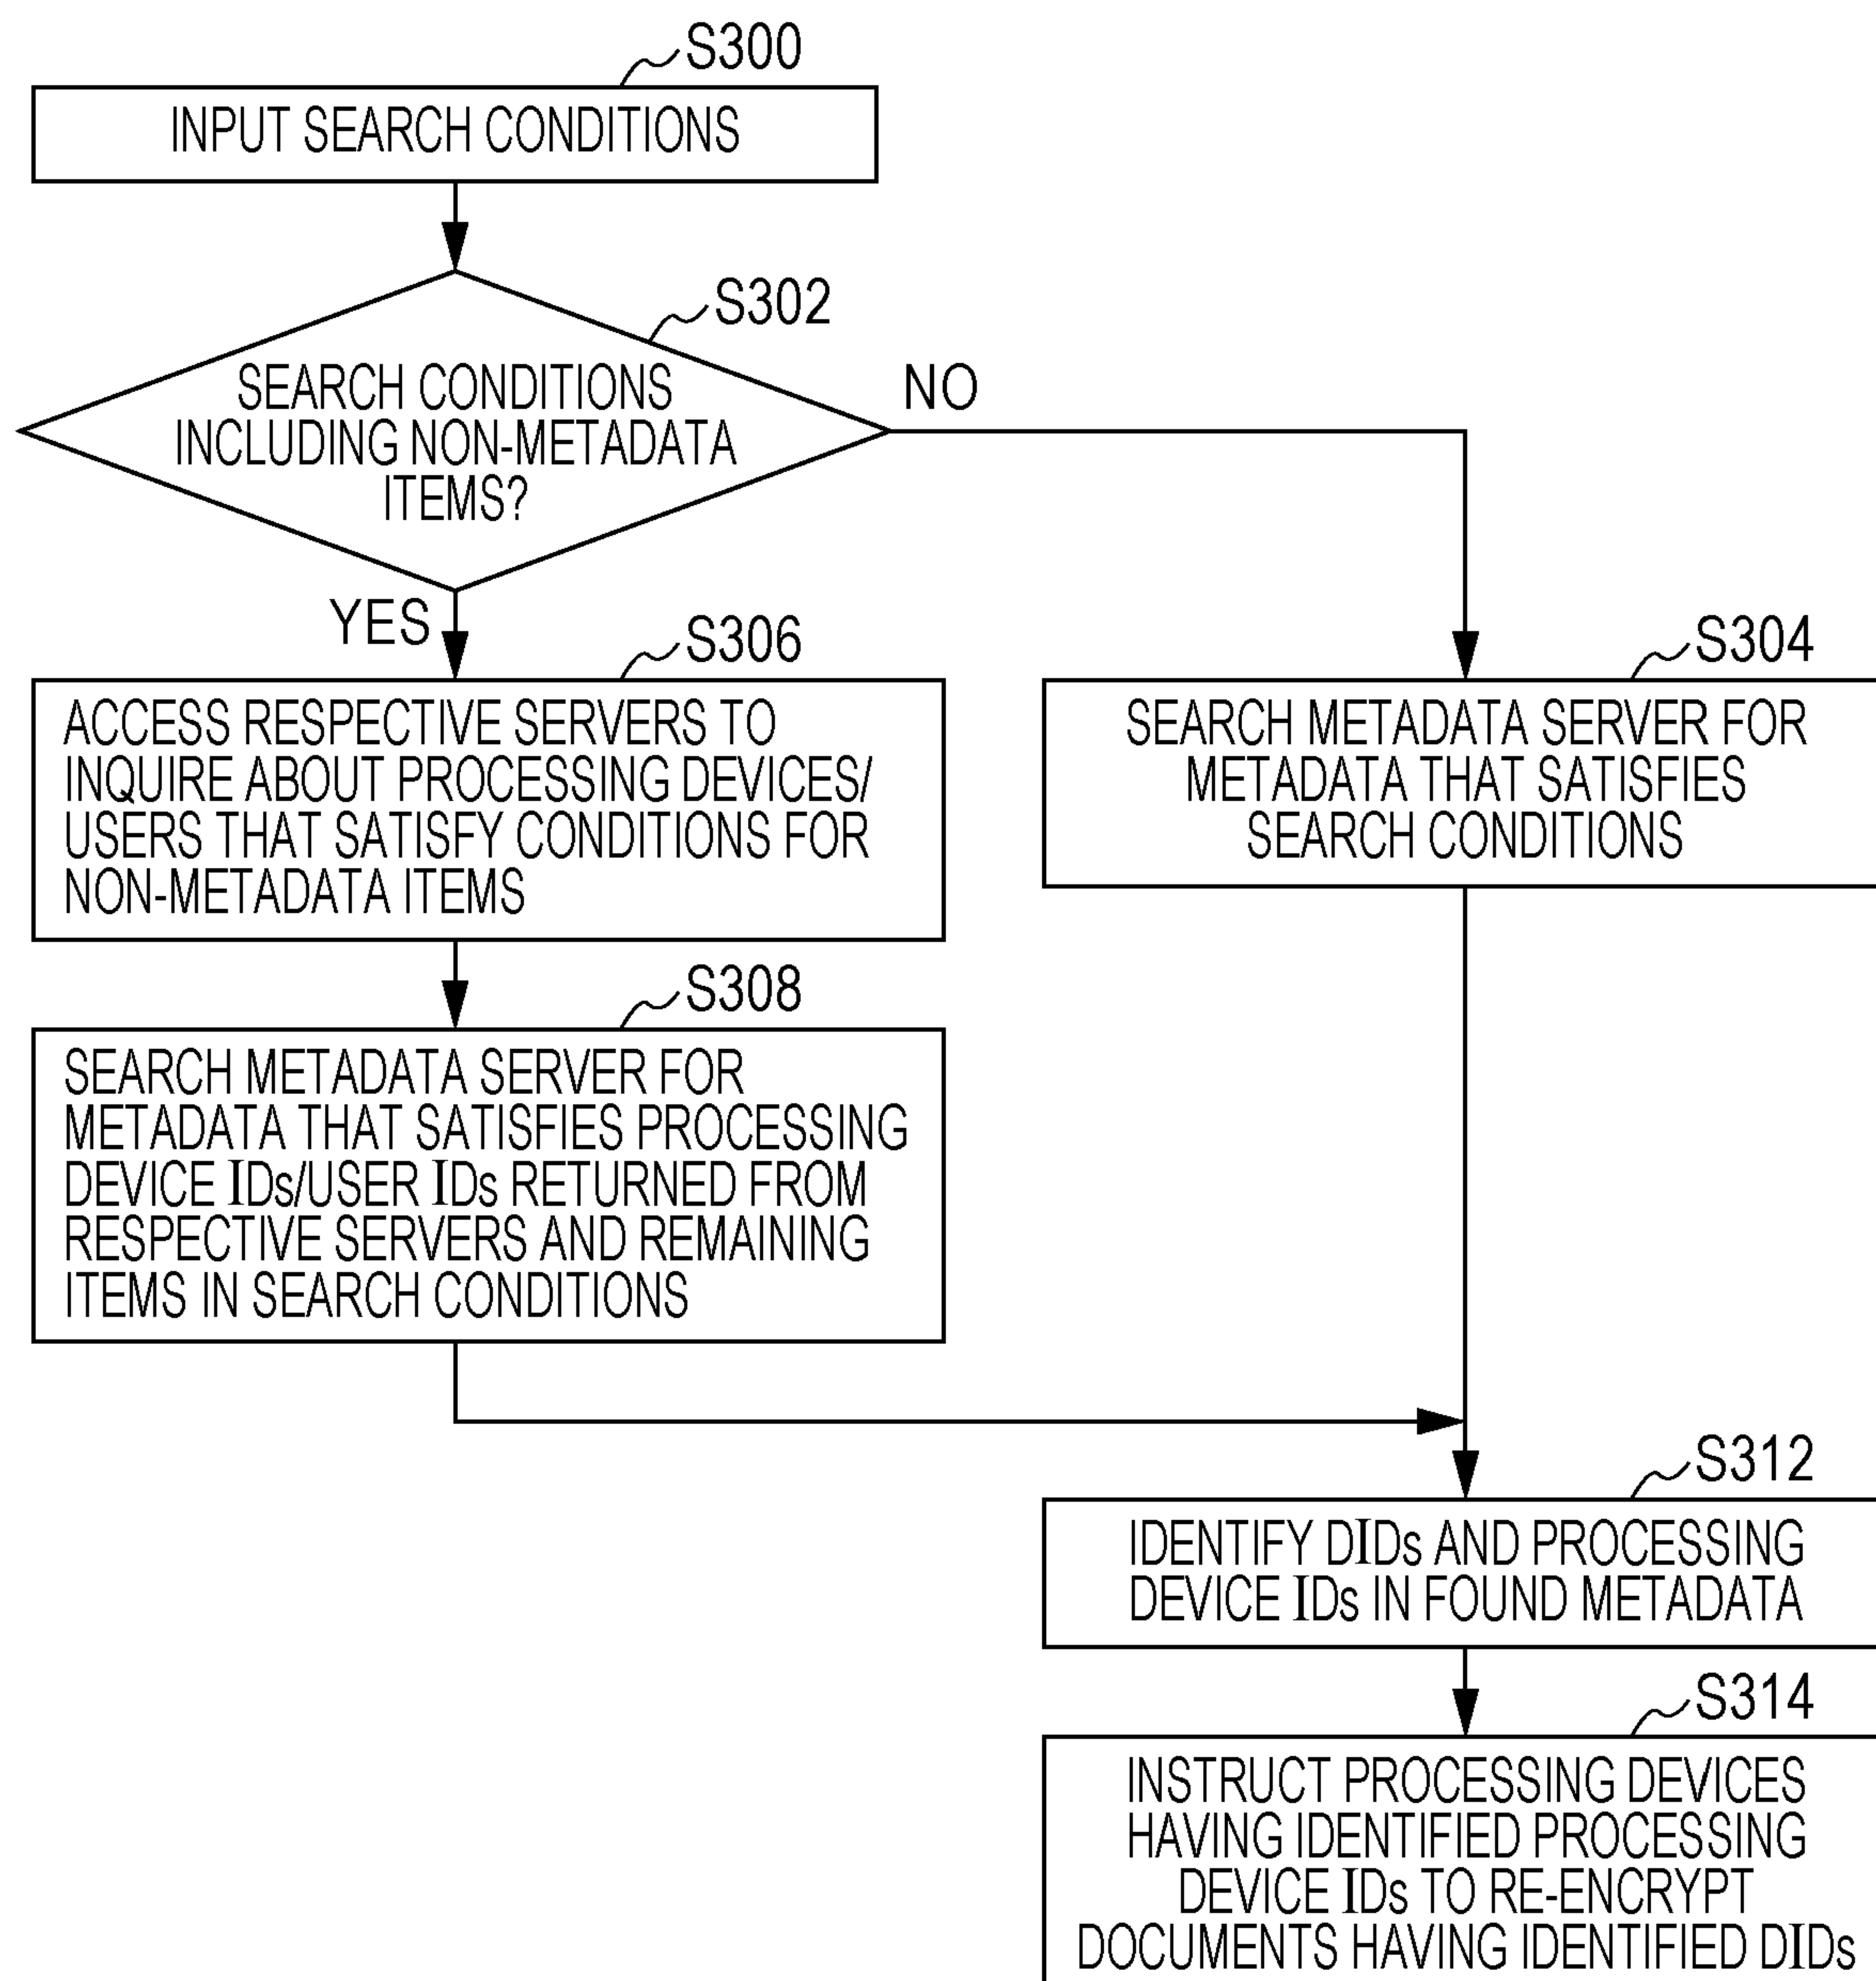 S300
INPUT SEARCH CONDITIONS
S302
SEARCH CONDITIONS
INCLUDING NON-METADATA
ITEMS?
NO
YES
S306
ACCESS RESPECTIVE SERVERS TO
INQUIRE ABOUT PROCESSING DEVICES/
USERS THAT SATISFY CONDITIONS FOR
NON-METADATA ITEMS
S304
SEARCH METADATA SERVER FOR
METADATA THAT SATISFIES
SEARCH CONDITIONS
S308
SEARCH METADATA SERVER FOR
METADATA THAT SATISFIES PROCESSING
DEVICE IDs/USER IDs RETURNED FROM
RESPECTIVE SERVERS AND REMAINING
ITEMS IN SEARCH CONDITIONS
S312
IDENTIFY DIDs AND PROCESSING
DEVICE IDs IN FOUND METADATA
S314
INSTRUCT PROCESSING DEVICES
HAVING IDENTIFIED PROCESSING
DEVICE IDs TO RE-ENCRYPT
DOCUMENTS HAVING IDENTIFIED DIDs